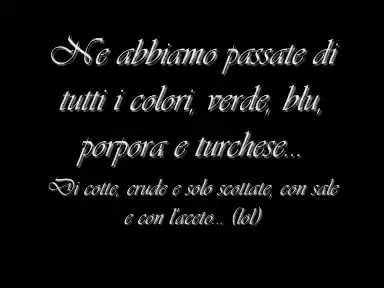 Ne abbiamo passate di
tutti i colori, verde, blu,
porpora e turchese...
Di cotte, crude e solo scottate, con sale
e con l'aceto... (lol)